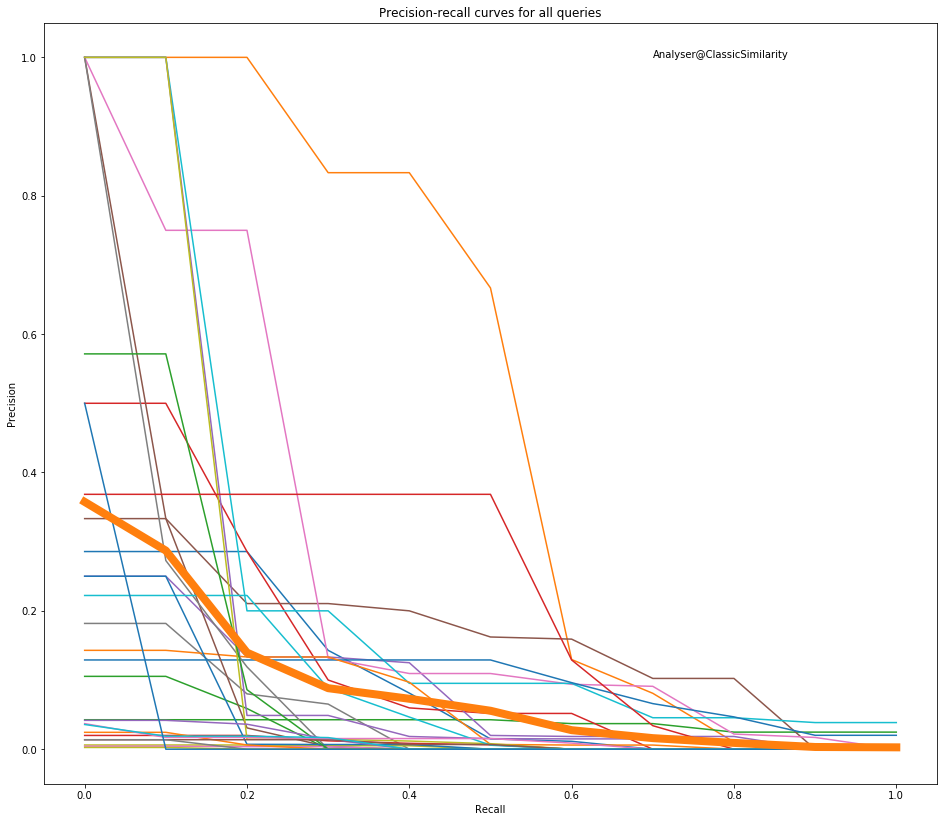 Precision-recall curves for all queries
Analyser@ClassicSimilarity
1.0
0.8
0.6
0.4
0.2
0.0
Precision
0.0 0.2 0.4 0.6 0.8 1.0
Recall